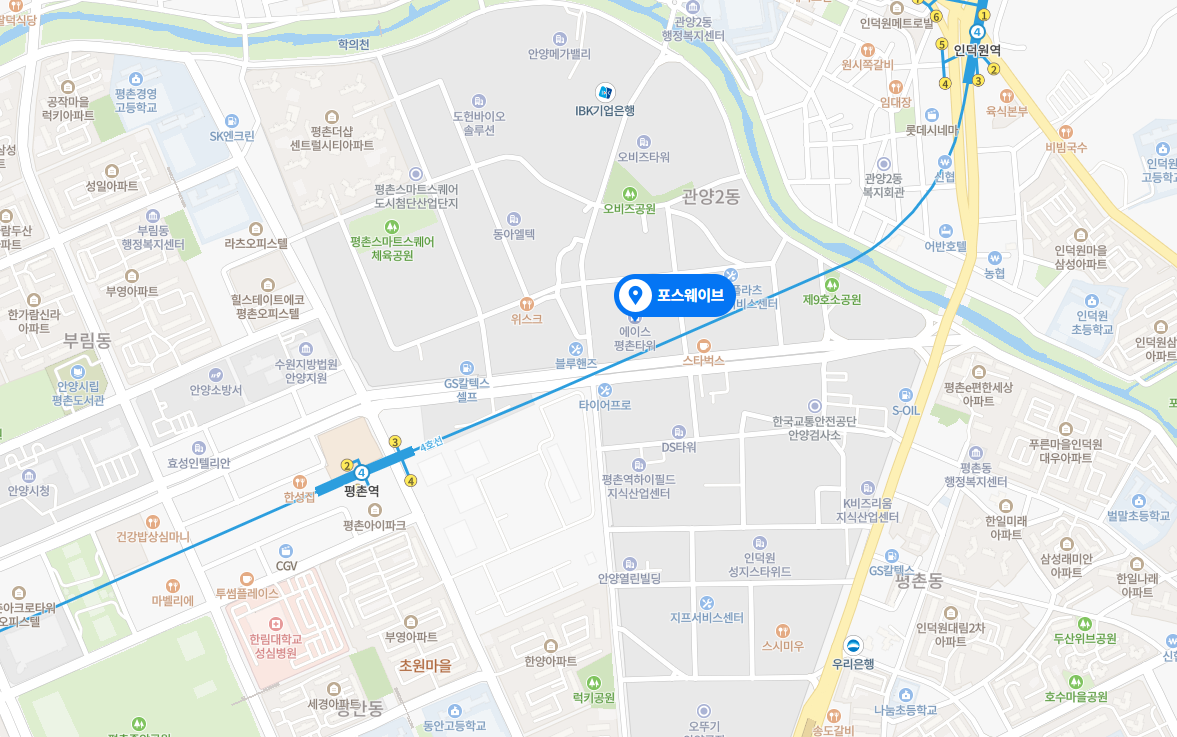 학의천
안양메가밸리
관양2동
행정복지센터
인덕원메트로빌
6
1
4
인덕원역
5
2
4
3
원시쪽갈비
임대장
육식본부
롯데시네마
비빔국수
공작마을
럭키아파트
평촌경영
고등학교
SK엔크린
평촌더샵
센트럴시티아파트
도헌바이오
솔루션
IBK기업은행
오비즈타워
관양2동
복지회관
신협
인덕원
고등학교
성일아파트
평촌스마트스퀘어
도시첨단산업단지
오비즈공원
관양2동
부림동
행정복지센터
라츠오피스텔
평촌스마트스퀘어
체육공원
동아엘텍
어반호텔
농협
인덕원마을
삼성아파트
부영아파트
힐스테이트에코
평촌오피스텔
위스크
포스웨이브
에이스
평촌타워
제9호소공원
인덕원
초등학교
한가람신라
아파트
부림동
수원지방법원
안양지원
블루핸즈
스타벅스
안양시립
평촌도서관
안양소방서
GS칼텍스
셀프
타이어프로
평촌e편한세상
아파트
S-OIL
한국교통안전공단
안양검사소
DS타워
푸른마을인덕원
대우아파트
3
4호선
2
4
4
평촌역
효성인텔리안
안양시청
한성집
평촌역하이필드
지식산업센터
평촌동
행정복지센터
K비즈리움
지식산업센터
벌말초등학교
평촌아이파크
건강밥상심마니
CGV
한일미래
아파트
삼성래미안
아파트
인덕원
성지스타위드
GS칼텍스
평촌동
한일나래
아파트
안양열린빌딩
마벨리에
투썸플레이스
지프서비스센터
한림대학교
성심병원
부영아파트
초원마을
스시미우
인덕원대림2차
아파트
두산위브공원
우리은행
한양아파트
럭키공원
호수마을공원
세경아파트
평안동
동안고등학교
오뚜기
나눔초등학교
송도갈비